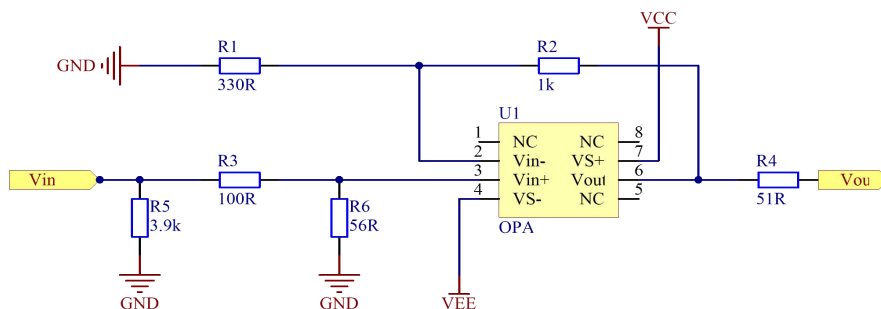 VCC
R1
R2
GND
330R
1k
U1
1
NC
NC
8
2
Vin-
VS+
7
3
Vin+
Vout
6
4
VS-
NC
5
OPA
Vin
R3
100R
R4
51R
Vou
R5
3.9k
R6
56R
GND
GND
VEE